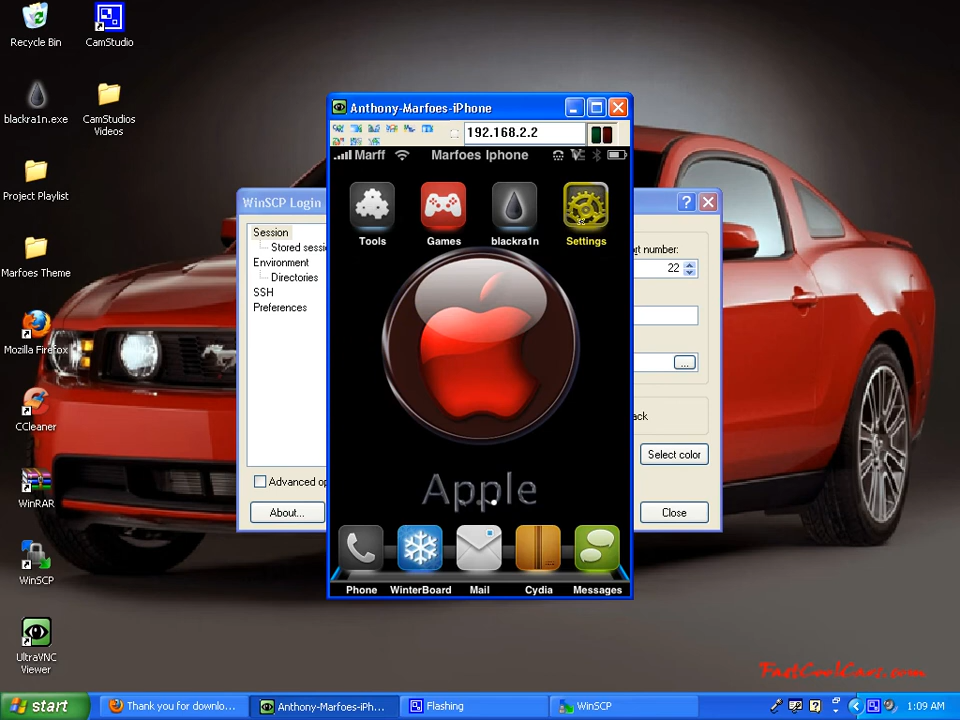 Recycle Bin
CamStudio
blackra1n.exe
CamStudios
Videos
Project Playlist
Marfoes Theme
Mozilla Firefox
CCleaner
WinRAR
WinSCP
UltraVNC
Viewer
Anthony-Marfoes-iPhone
192.168.2.2
Marff
Marfoes Iphone
Tools
Games
blackra1n
Settings
Apple
Phone
WinterBoard
Mail
Cydia
Messages
WinSCP Login
Session
Stored sessi
Environment
Directories
SSH
Preferences
Advanced op
About...
ort number:
22
...
ack
Select color
Close
FastCoolCars.com
start
Thank you for downlo...
Anthony-Marfoes-iPh...
Flashing
WinSCP
1:09 AM